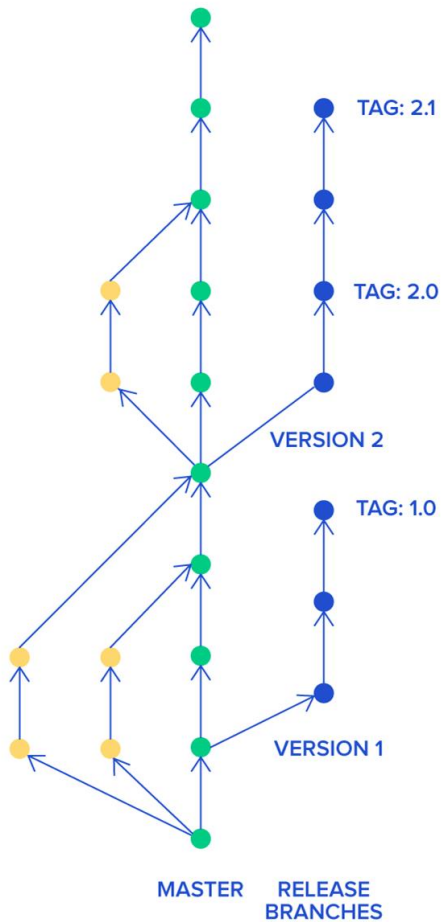 TAG: 2.1
TAG: 2.0
VERSION 2
TAG: 1.0
VERSION 1
MASTER
RELEASE
BRANCHES